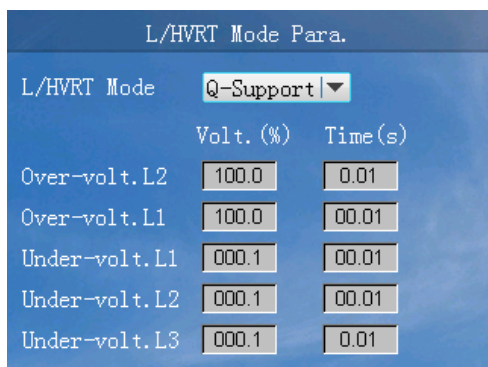 L/HVRT Mode Para.
L/HVRT Mode Q-Support
Volt.(%) Time(s)
Over-volt.L2 100.0 0.01
Over-volt.L1 100.0 00.01
Under-volt.L1 000.1 00.01
Under-volt.L2 000.1 00.01
Under-volt.L3 000.1 0.01